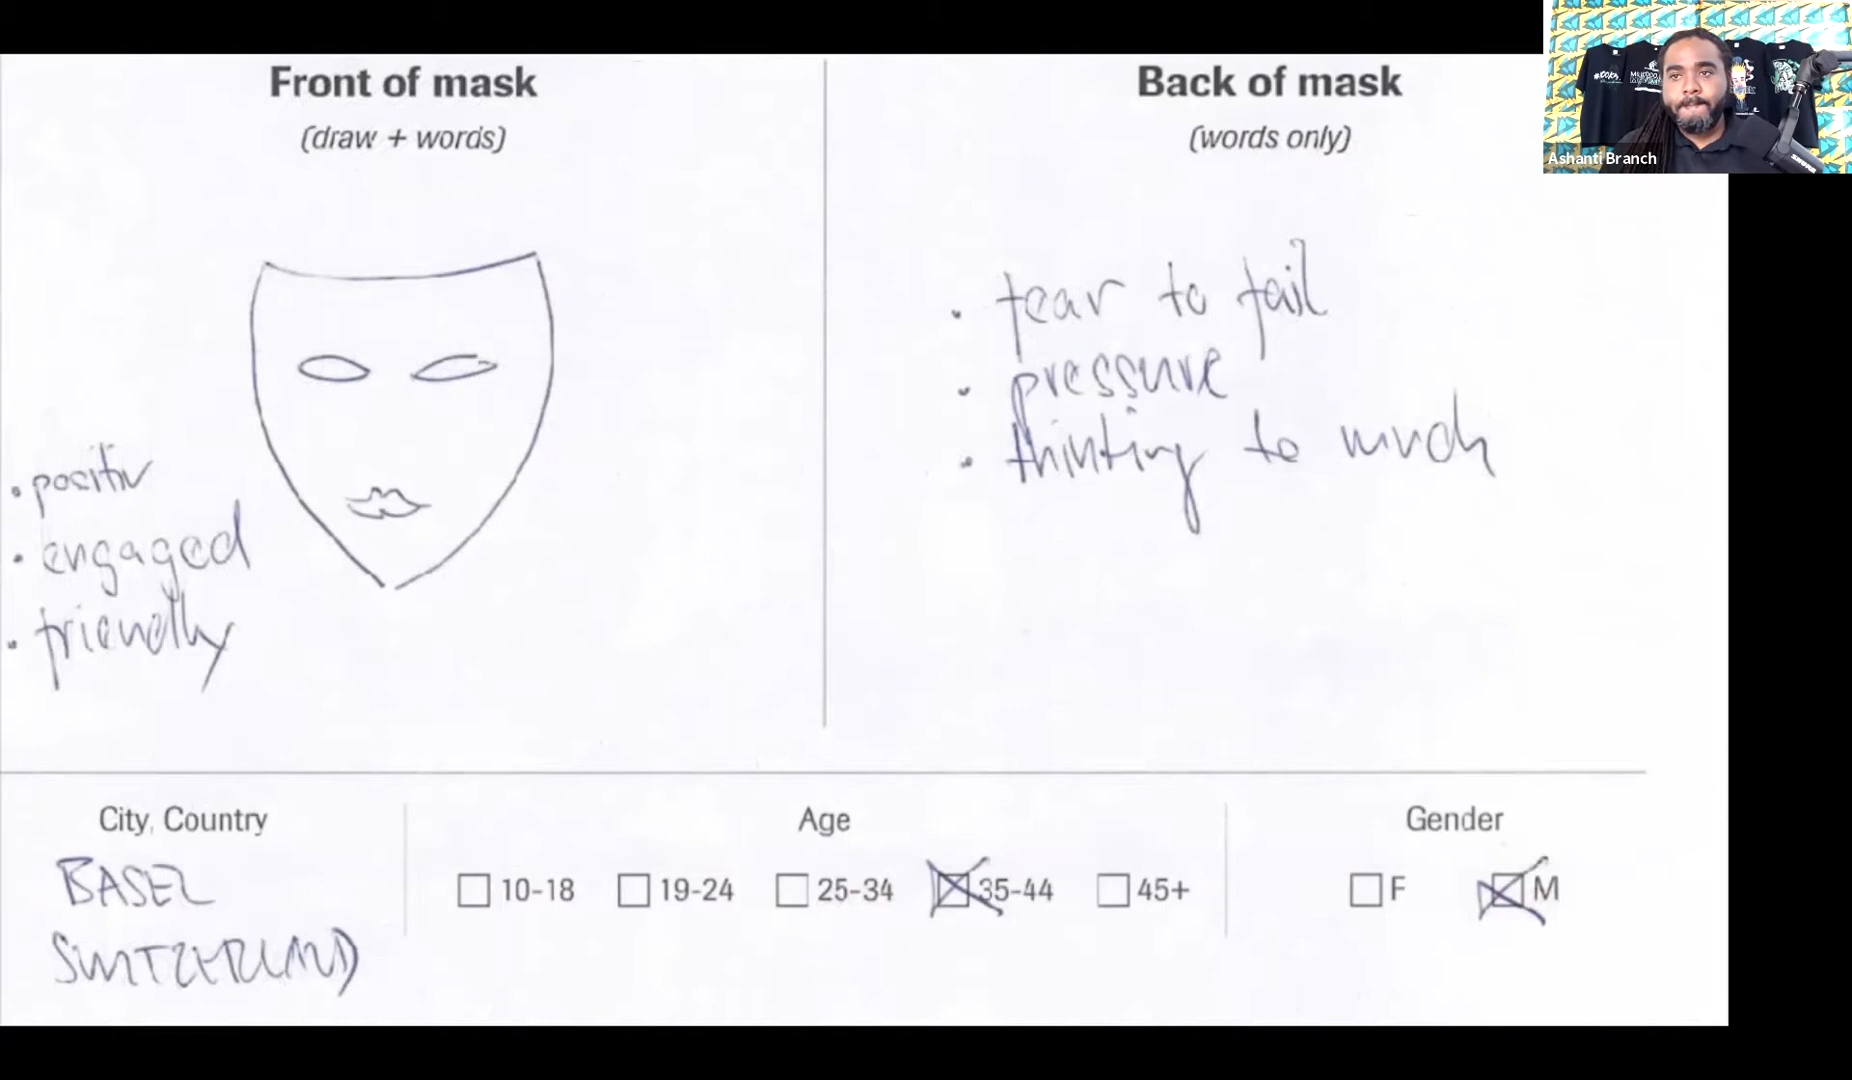 Front of mask
(draw + words)
• positiv
• engaged
• friendly
Back of mask
(words only)
• fear to fail
• pressure
• thinking to much
City, Country
BASEL
SWITZERLAND
Age
10-18
19-24
25-34
35-44
45+
Gender
F
M
Ashanti Branch
SHURE